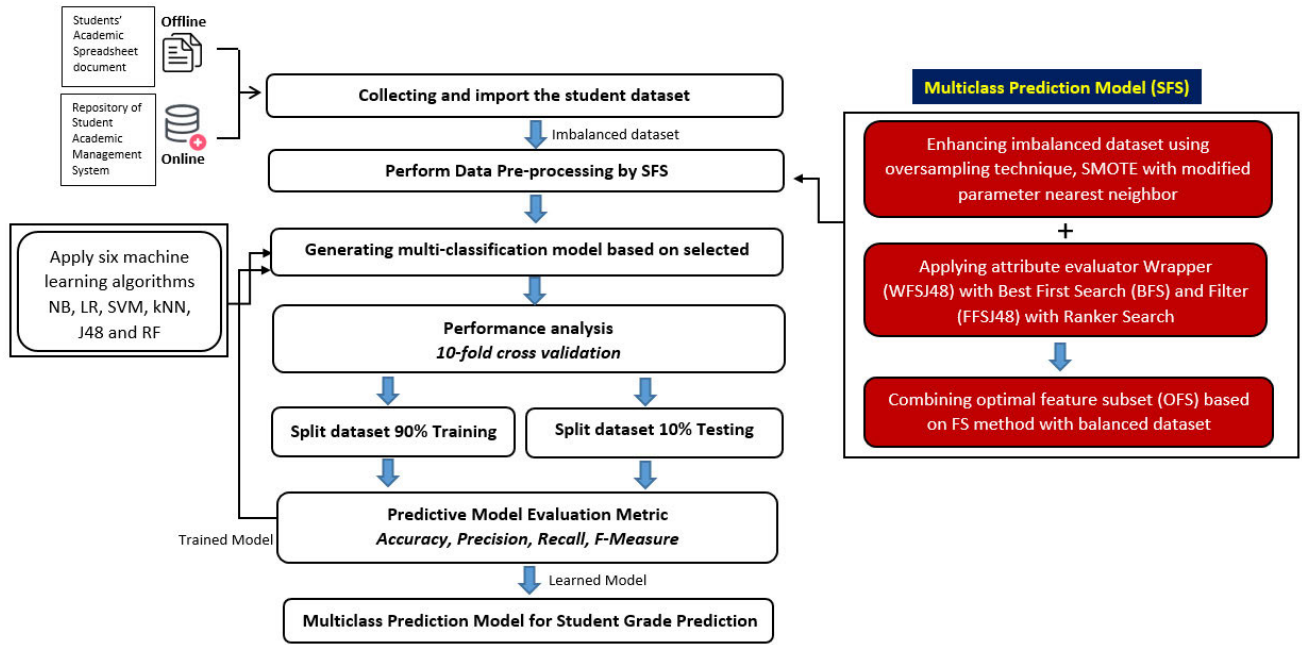 Students’
Academic
Spreadsheet
document
Offline
Repository of
Student
Academic
Management
System
Online
Collecting and import the student dataset
Imbalanced dataset
Perform Data Pre-processing by SFS
Generating multi-classification model based on selected
Apply six machine
learning algorithms
NB, LR, SVM, kNN,
J48 and RF
Performance analysis
10-fold cross validation
Split dataset 90% Training
Split dataset 10% Testing
Predictive Model Evaluation Metric
Accuracy, Precision, Recall, F-Measure
Trained Model
Learned Model
Multiclass Prediction Model for Student Grade Prediction
Multiclass Prediction Model (SFS)
Enhancing imbalanced dataset using
oversampling technique, SMOTE with modified
parameter nearest neighbor
+
Applying attribute evaluator Wrapper
(WFSJ48) with Best First Search (BFS) and Filter
(FFSJ48) with Ranker Search
Combining optimal feature subset (OFS) based
on FS method with balanced dataset